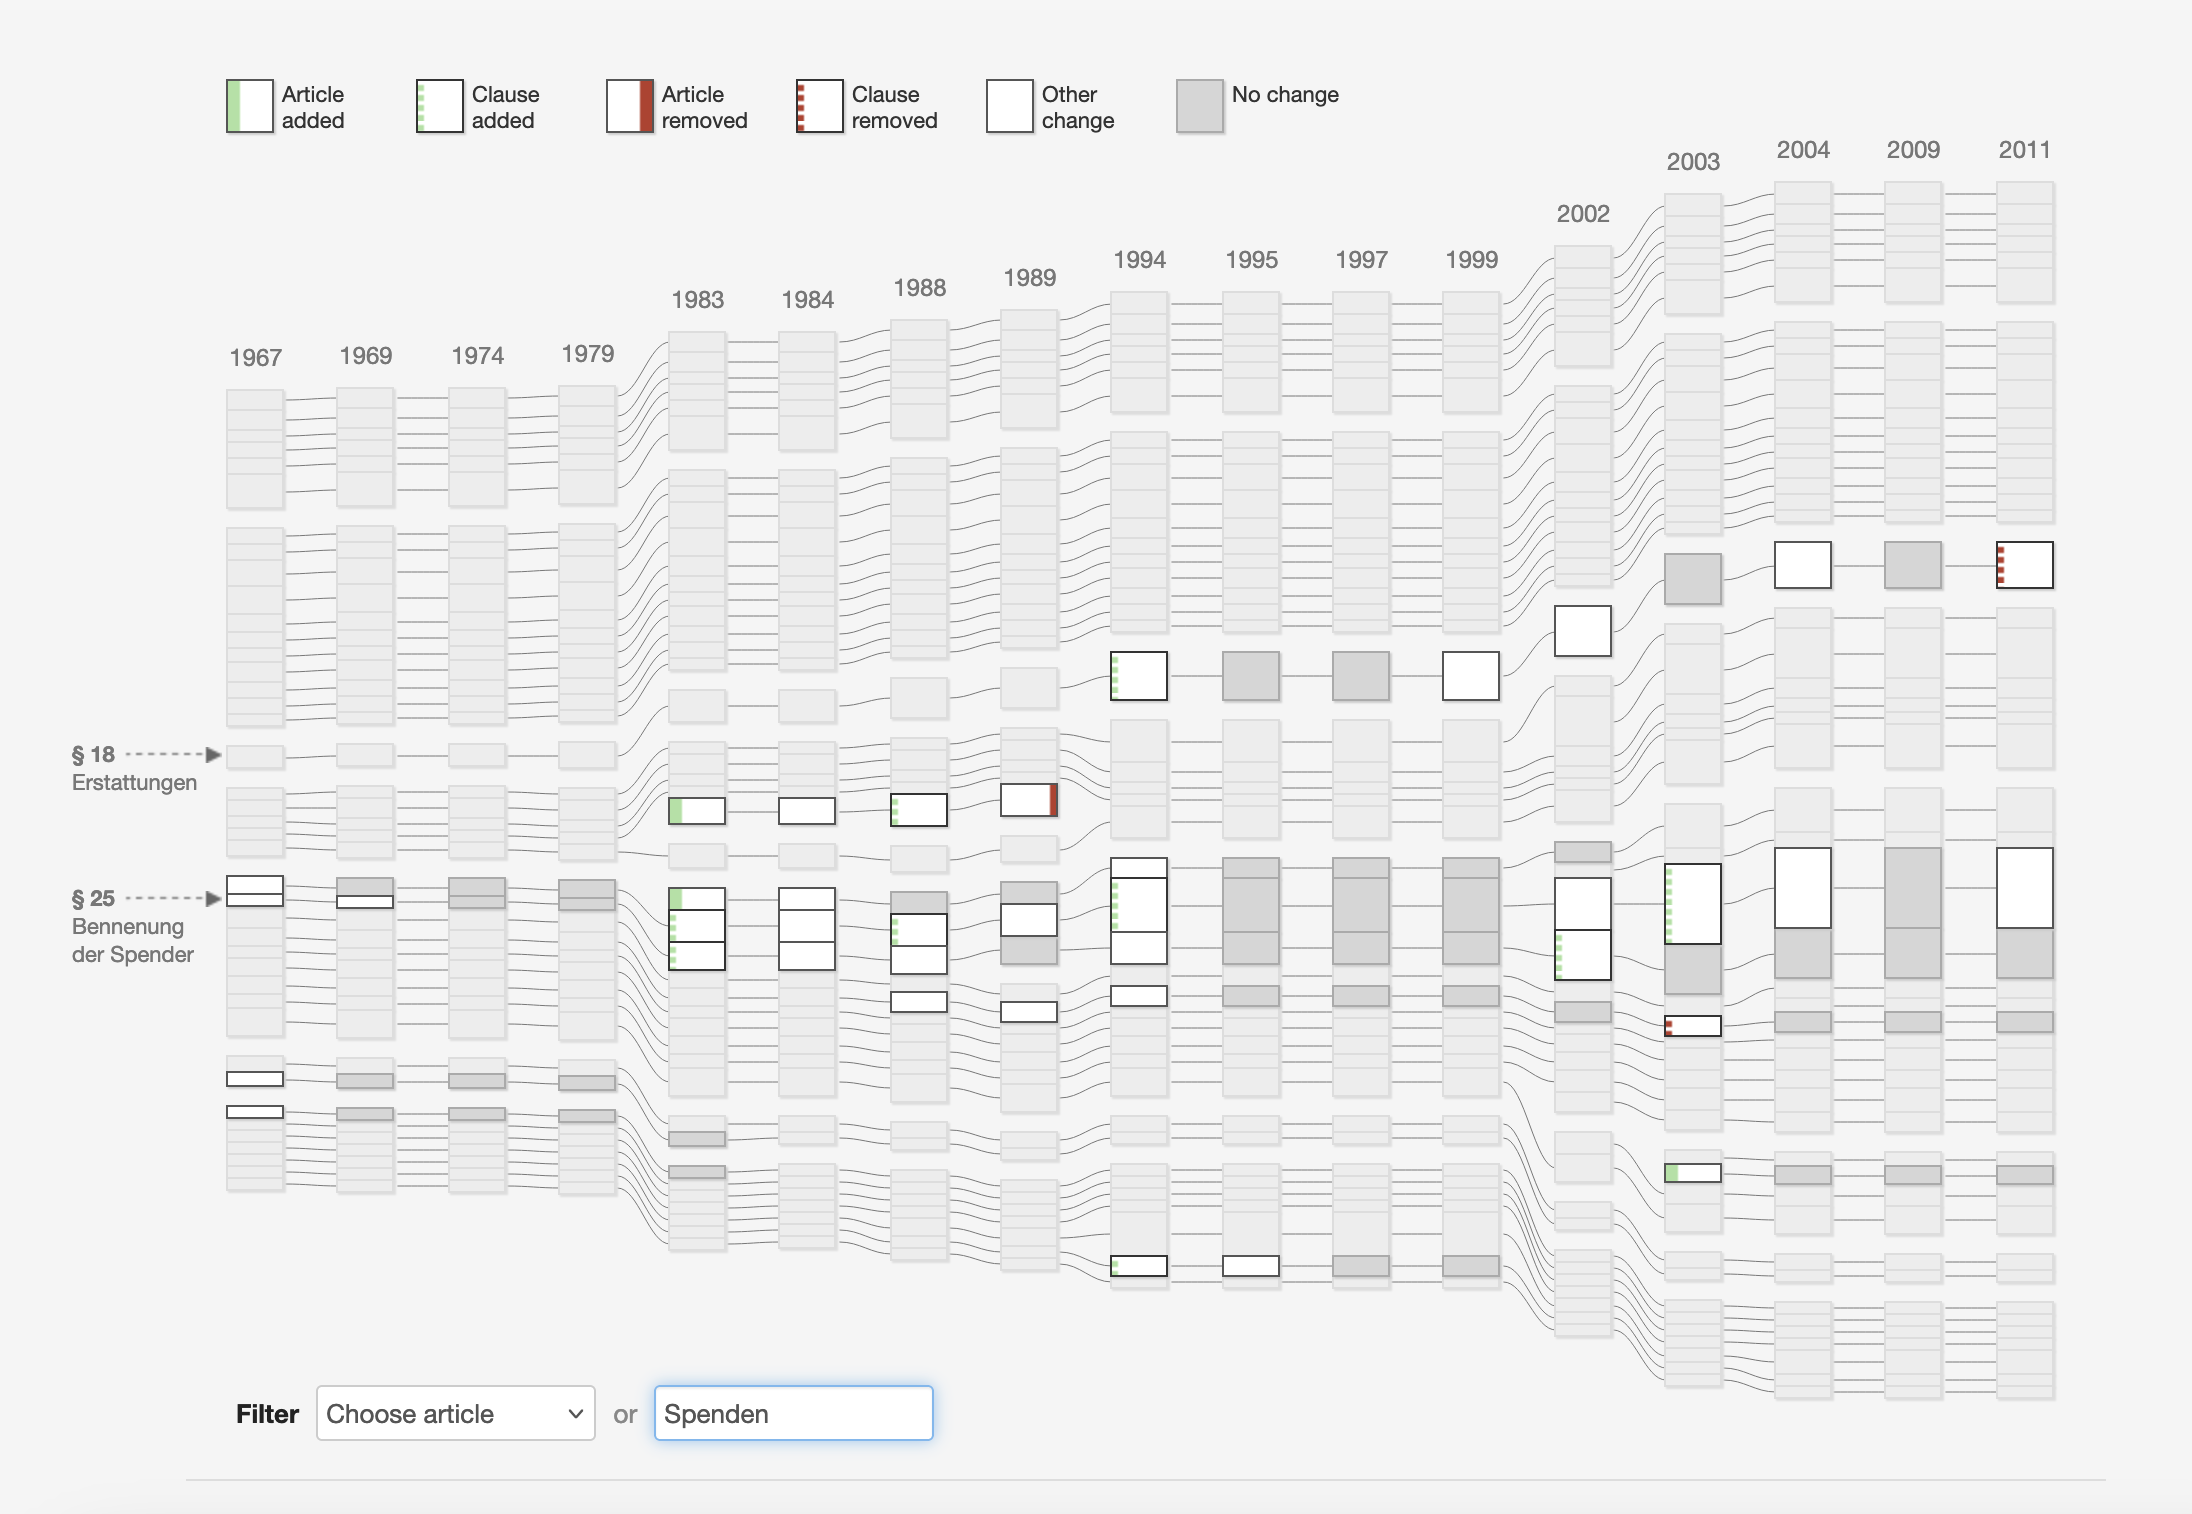 Article
added
Clause
added
Article
removed
Clause
removed
Other
change
No change
2004
2009
2011
2003
2002
1994
1995
1997
1999
1989
1988
1983
1984
1967
1969
1974
1979
§ 18
Erstattungen
§ 25
Bennenung
der Spender
Filter
Choose article
or
Spenden